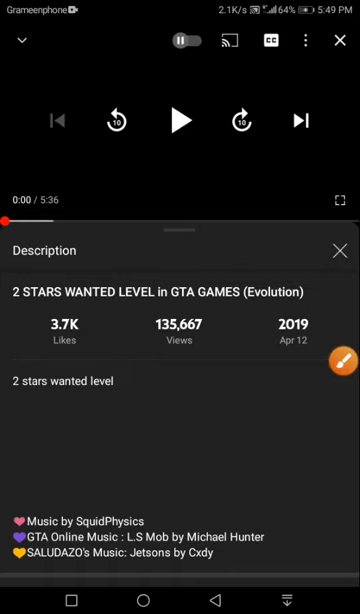 Grameenphone 2.1K/s 64% 5:49 PM
CC
10 10
0:00 / 5:36
Description
2 STARS WANTED LEVEL in GTA GAMES (Evolution)
3.7K 135,667 2019
Likes Views Apr 12
2 stars wanted level
Music by SquidPhysics
GTA Online Music : L.S Mob by Michael Hunter
SALUDAZO's Music: Jetsons by Cxdy